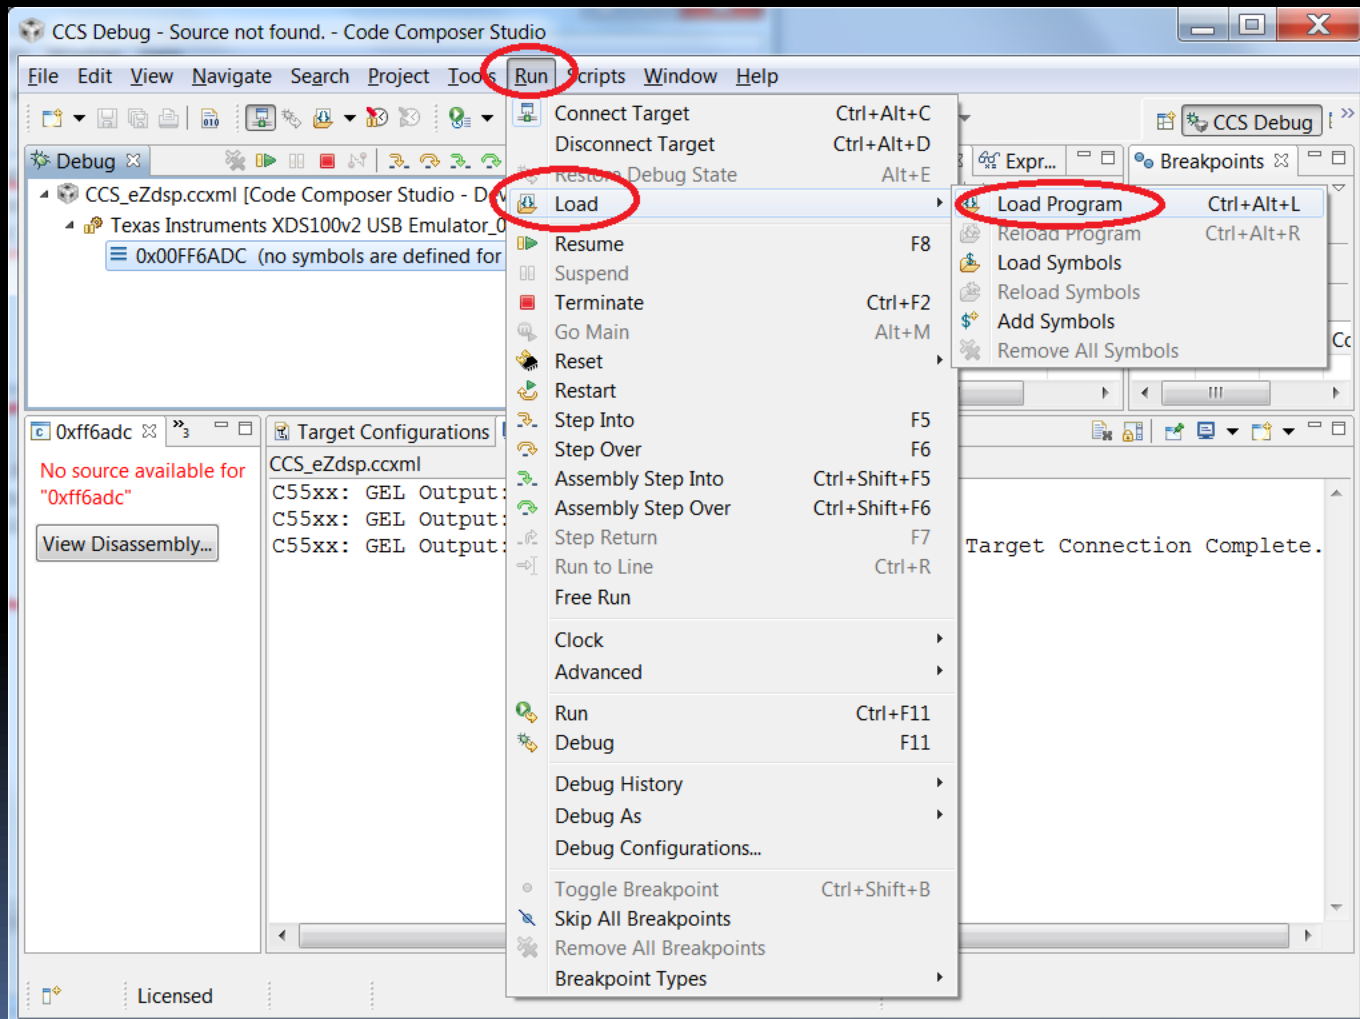 CCS Debug - Source not found. - Code Composer Studio
File Edit View Navigate Search Project Tools Run Scripts Window Help
CCS Debug
Debug
Expr...
Breakpoints
CCS_eZdsp.ccxml [Code Composer Studio - Dev
Texas Instruments XDS100v2 USB Emulator_0
0x00FF6ADC (no symbols are defined for
Connect Target Ctrl+Alt+C
Disconnect Target Ctrl+Alt+D
Restore Debug State Alt+E
Load
Resume F8
Suspend
Terminate Ctrl+F2
Go Main Alt+M
Reset
Restart
Step Into F5
Step Over F6
Assembly Step Into Ctrl+Shift+F5
Assembly Step Over Ctrl+Shift+F6
Step Return F7
Run to Line Ctrl+R
Free Run
Clock
Advanced
Run Ctrl+F11
Debug F11
Debug History
Debug As
Debug Configurations...
Toggle Breakpoint Ctrl+Shift+B
Skip All Breakpoints
Remove All Breakpoints
Breakpoint Types
Load Program Ctrl+Alt+L
Reload Program Ctrl+Alt+R
Load Symbols
Reload Symbols
Add Symbols
Remove All Symbols
Cc
0xff6adc
3
No source available for
"0xff6adc"
View Disassembly...
Target Configurations
CCS_eZdsp.ccxml
C55xx: GEL Output:
C55xx: GEL Output:
C55xx: GEL Output: Target Connection Complete.
Licensed